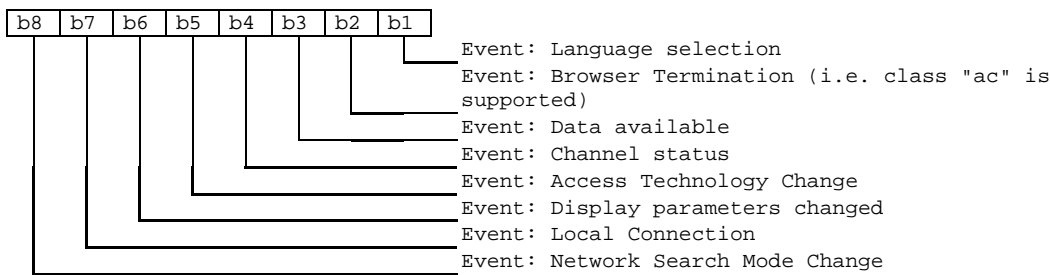 b8 b7 b6 b5 b4 b3 b2 b1
Event: Language selection
Event: Browser Termination (i.e. class "ac" is
supported)
Event: Data available
Event: Channel status
Event: Access Technology Change
Event: Display parameters changed
Event: Local Connection
Event: Network Search Mode Change